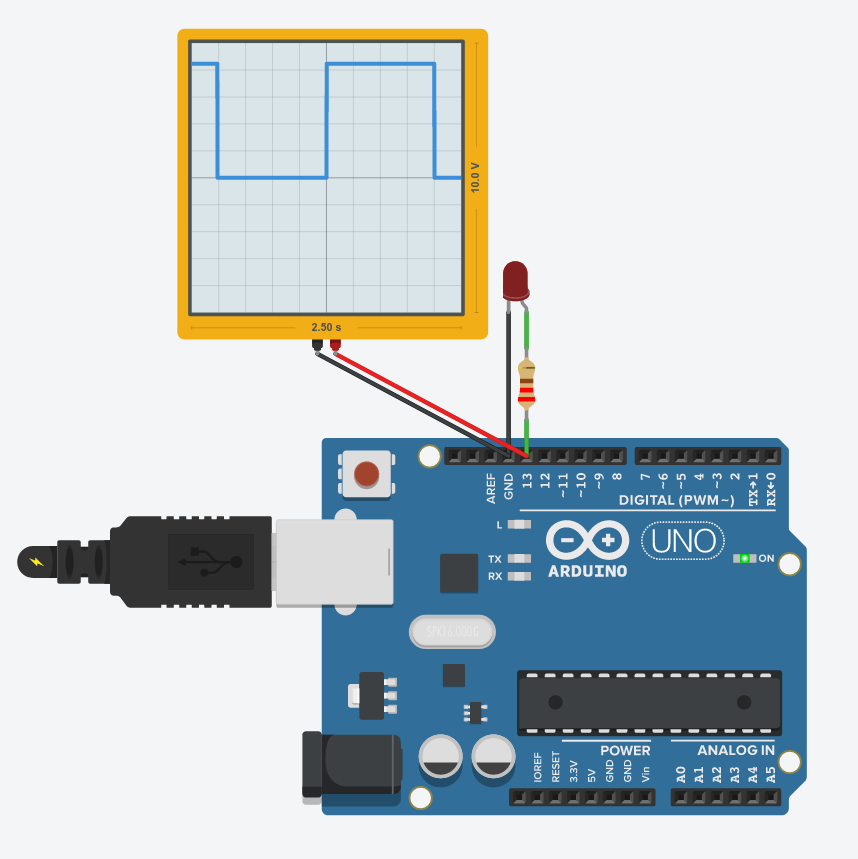 10.0 V
2.50 s
AREF
GND
13
12
~11
~10
~9
8
7
~6
~5
4
~3
2
TX→1
RX←0
DIGITAL (PWM~)
L
TX
RX
ARDUINO
UNO
ON
SPK16.000G
POWER
ANALOG IN
IOREF
RESET
3.3V
5V
GND
GND
Vin
A0
A1
A2
A3
A4
A5